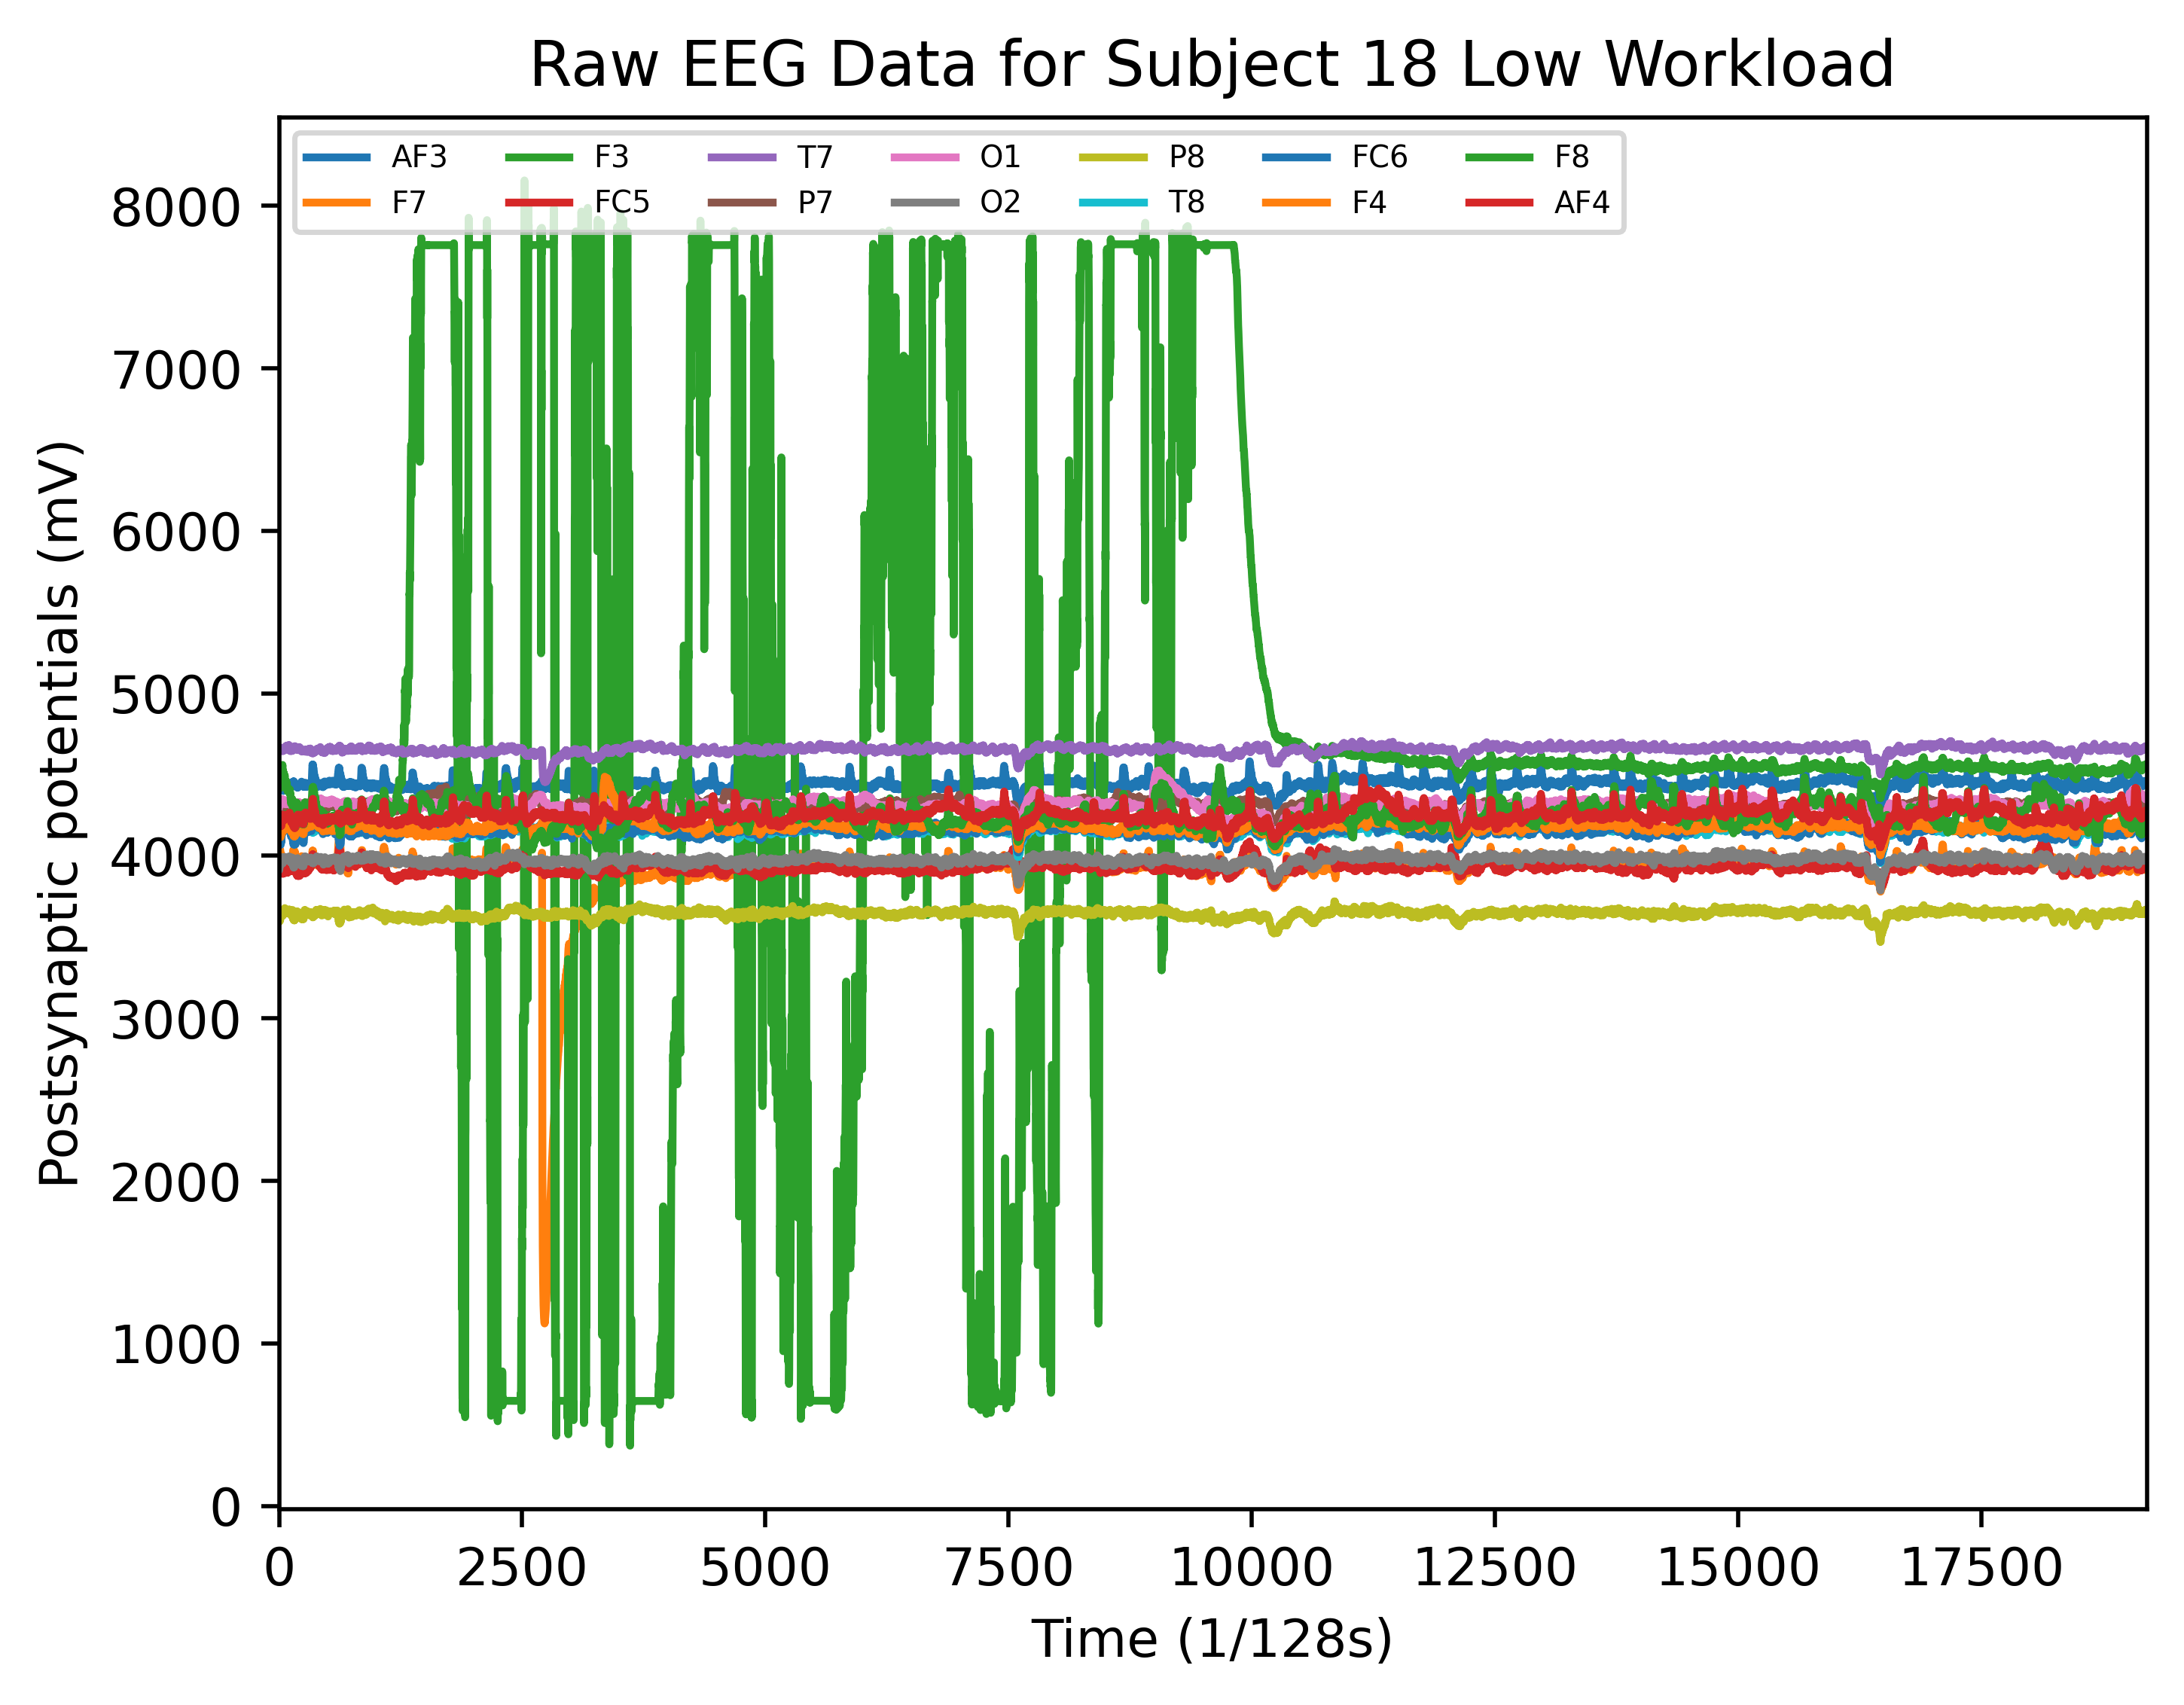 Raw EEG Data for Subject 18 Low Workload
AF3 F3 T7 O1 P8 FC6 F8
F7 FC5 P7 O2 T8 F4 AF4
Postsynaptic potentials (mV)
8000
7000
6000
5000
4000
3000
2000
1000
0
0 2500 5000 7500 10000 12500 15000 17500
Time (1/128s)